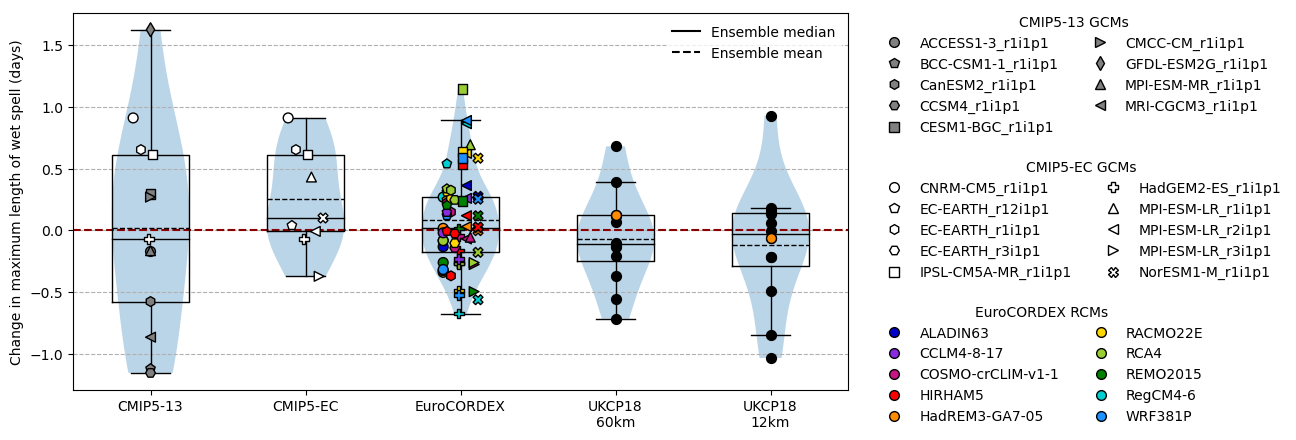 Change in maximum length of wet spell (days)
1.5
1.0
0.5
0.0
−0.5
−1.0
Ensemble median
Ensemble mean
CMIP5-13
CMIP5-EC
EuroCORDEX
UKCP18
60km
UKCP18
12km
CMIP5-13 GCMs
ACCESS1-3_r1i1p1
BCC-CSM1-1_r1i1p1
CanESM2_r1i1p1
CCSM4_r1i1p1
CESM1-BGC_r1i1p1
CMCC-CM_r1i1p1
GFDL-ESM2G_r1i1p1
MPI-ESM-MR_r1i1p1
MRI-CGCM3_r1i1p1
CMIP5-EC GCMs
CNRM-CM5_r1i1p1
EC-EARTH_r12i1p1
EC-EARTH_r1i1p1
EC-EARTH_r3i1p1
IPSL-CM5A-MR_r1i1p1
HadGEM2-ES_r1i1p1
MPI-ESM-LR_r1i1p1
MPI-ESM-LR_r2i1p1
MPI-ESM-LR_r3i1p1
NorESM1-M_r1i1p1
EuroCORDEX RCMs
ALADIN63
CCLM4-8-17
COSMO-crCLIM-v1-1
HIRHAM5
HadREM3-GA7-05
RACMO22E
RCA4
REMO2015
RegCM4-6
WRF381P